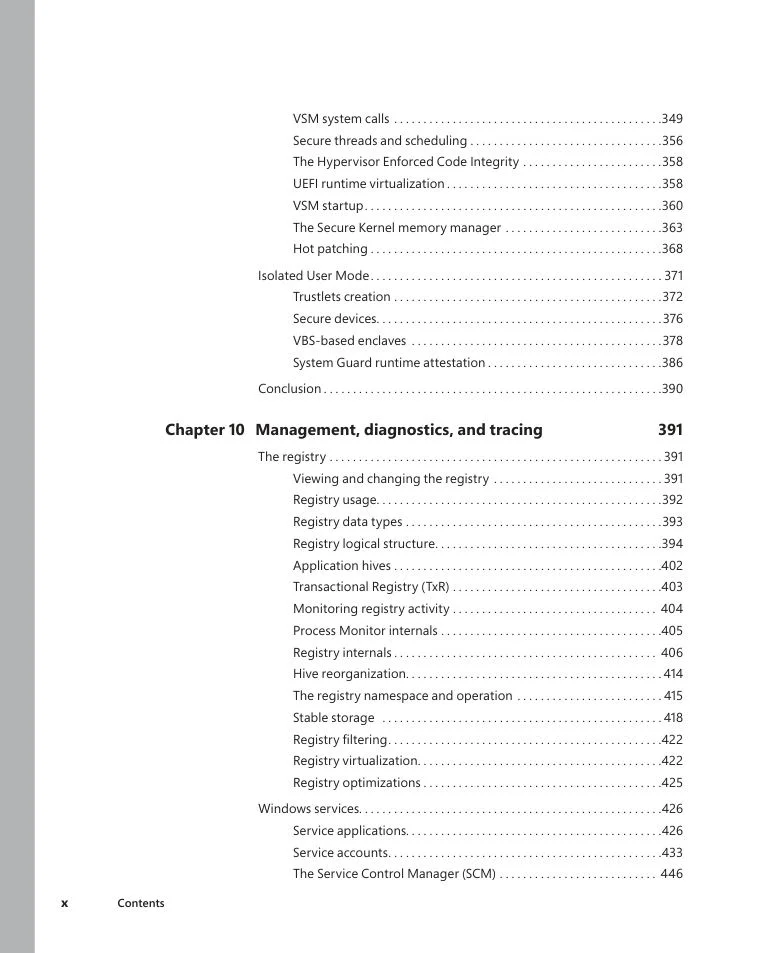 VSM system calls . . . . . . . . . . . . . . . . . . . . . . . . . . . . . . . . . . . . . . . . . . . . . .349
Secure threads and scheduling . . . . . . . . . . . . . . . . . . . . . . . . . . . . . . . . .356
The Hypervisor Enforced Code Integrity . . . . . . . . . . . . . . . . . . . . . . . .358
UEFI runtime virtualization . . . . . . . . . . . . . . . . . . . . . . . . . . . . . . . . . . . . .358
VSM startup . . . . . . . . . . . . . . . . . . . . . . . . . . . . . . . . . . . . . . . . . . . . . . . . . . .360
The Secure Kernel memory manager . . . . . . . . . . . . . . . . . . . . . . . . . . .363
Hot patching . . . . . . . . . . . . . . . . . . . . . . . . . . . . . . . . . . . . . . . . . . . . . . . . . .368
Isolated User Mode . . . . . . . . . . . . . . . . . . . . . . . . . . . . . . . . . . . . . . . . . . . . . . . . . . 371
Trustlets creation . . . . . . . . . . . . . . . . . . . . . . . . . . . . . . . . . . . . . . . . . . . . . .372
Secure devices. . . . . . . . . . . . . . . . . . . . . . . . . . . . . . . . . . . . . . . . . . . . . . . . .376
VBS-based enclaves . . . . . . . . . . . . . . . . . . . . . . . . . . . . . . . . . . . . . . . . . . .378
System Guard runtime attestation . . . . . . . . . . . . . . . . . . . . . . . . . . . . . .386
Conclusion . . . . . . . . . . . . . . . . . . . . . . . . . . . . . . . . . . . . . . . . . . . . . . . . . . . . . . . . . .390
Chapter 10 Management, diagnostics, and tracing 391
The registry . . . . . . . . . . . . . . . . . . . . . . . . . . . . . . . . . . . . . . . . . . . . . . . . . . . . . . . . . 391
Viewing and changing the registry . . . . . . . . . . . . . . . . . . . . . . . . . . . . . 391
Registry usage. . . . . . . . . . . . . . . . . . . . . . . . . . . . . . . . . . . . . . . . . . . . . . . . .392
Registry data types . . . . . . . . . . . . . . . . . . . . . . . . . . . . . . . . . . . . . . . . . . . .393
Registry logical structure. . . . . . . . . . . . . . . . . . . . . . . . . . . . . . . . . . . . . . .394
Application hives . . . . . . . . . . . . . . . . . . . . . . . . . . . . . . . . . . . . . . . . . . . . . .402
Transactional Registry (TxR) . . . . . . . . . . . . . . . . . . . . . . . . . . . . . . . . . . . .403
Monitoring registry activity . . . . . . . . . . . . . . . . . . . . . . . . . . . . . . . . . . . 404
Process Monitor internals . . . . . . . . . . . . . . . . . . . . . . . . . . . . . . . . . . . . . .405
Registry internals . . . . . . . . . . . . . . . . . . . . . . . . . . . . . . . . . . . . . . . . . . . . . 406
Hive reorganization. . . . . . . . . . . . . . . . . . . . . . . . . . . . . . . . . . . . . . . . . . . . 414
The registry namespace and operation . . . . . . . . . . . . . . . . . . . . . . . . . 415
Stable storage . . . . . . . . . . . . . . . . . . . . . . . . . . . . . . . . . . . . . . . . . . . . . . . . 418
Registry filtering. . . . . . . . . . . . . . . . . . . . . . . . . . . . . . . . . . . . . . . . . . . . . . .422
Registry virtualization. . . . . . . . . . . . . . . . . . . . . . . . . . . . . . . . . . . . . . . . . .422
Registry optimizations . . . . . . . . . . . . . . . . . . . . . . . . . . . . . . . . . . . . . . . . .425
Windows services. . . . . . . . . . . . . . . . . . . . . . . . . . . . . . . . . . . . . . . . . . . . . . . . . . . .426
Service applications. . . . . . . . . . . . . . . . . . . . . . . . . . . . . . . . . . . . . . . . . . . .426
Service accounts. . . . . . . . . . . . . . . . . . . . . . . . . . . . . . . . . . . . . . . . . . . . . . .433
The Service Control Manager (SCM) . . . . . . . . . . . . . . . . . . . . . . . . . . . 446
x Contents